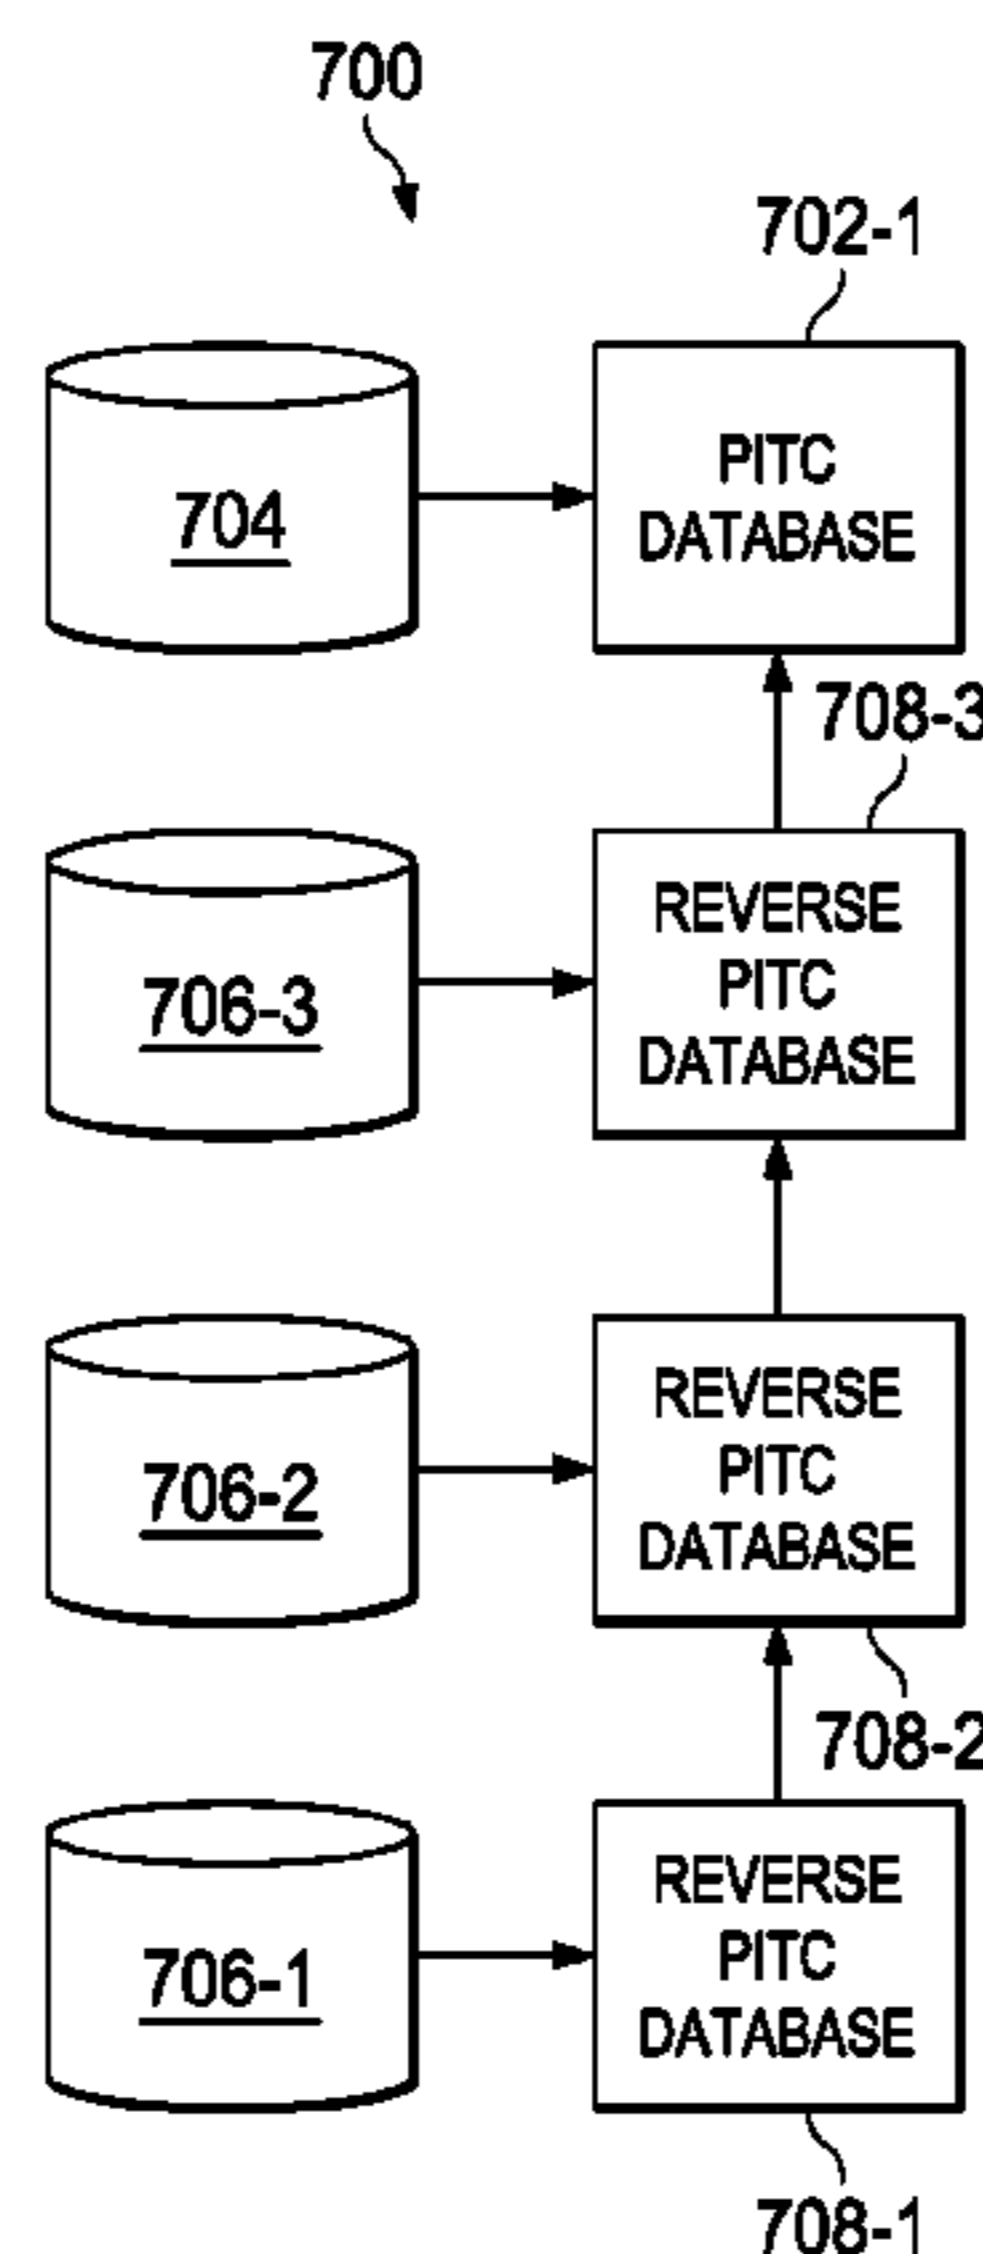 700
702-1
704
PITC
DATABASE
708-3
706-3
REVERSE
PITC
DATABASE
706-2
REVERSE
PITC
DATABASE
708-2
706-1
REVERSE
PITC
DATABASE
708-1